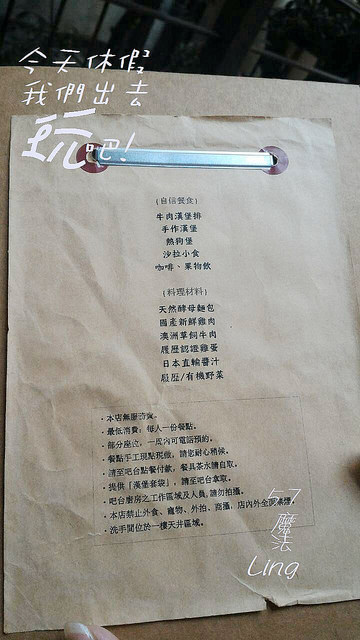 今天休假
我們出去
玩吧!
(自信餐食)
牛肉漢堡排
手作漢堡
熱狗堡
沙拉小食
咖啡、果物飲
(料理材料)
天然酵母麵包
國產新鮮雞肉
澳洲草飼牛肉
履歷認證雞蛋
日本直輸醬汁
履歷/有機野菜
·本店無服務費。
·最低消費,每人一份餐點。
·部分座位,一周內可電話預約。
·餐點手工現點現做,請您耐心稍候。
·請至吧台點餐付款,餐具茶水請自取。
·提供「漢堡套袋」,請至吧台拿取。
·吧台廚房之工作區域及人員,請勿拍攝。
·本店禁止外食、寵物、外拍、商攝,店內外全面禁煙。
·洗手間位於一樓天井區域。
魔法
Ling